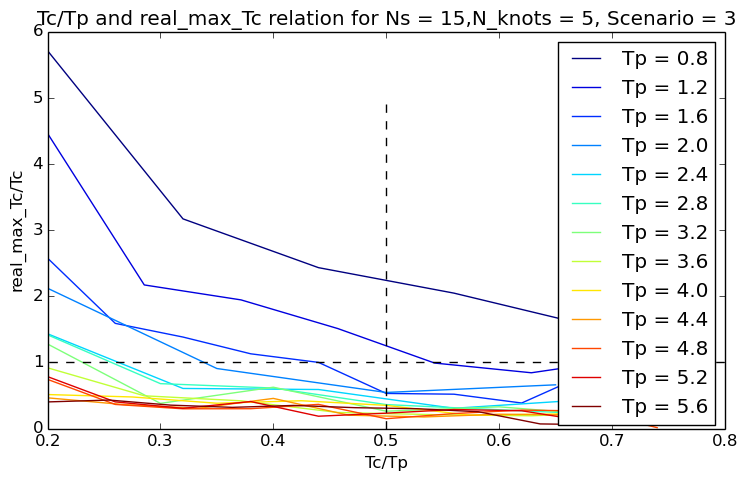 Tc/Tp and real_max_Tc relation for Ns = 15,N_knots = 5, Scenario = 3
6
5
4
3
2
1
0
real_max_Tc/Tc
0.2 0.3 0.4 0.5 0.6 0.7 0.8
Tc/Tp
Tp = 0.8
Tp = 1.2
Tp = 1.6
Tp = 2.0
Tp = 2.4
Tp = 2.8
Tp = 3.2
Tp = 3.6
Tp = 4.0
Tp = 4.4
Tp = 4.8
Tp = 5.2
Tp = 5.6